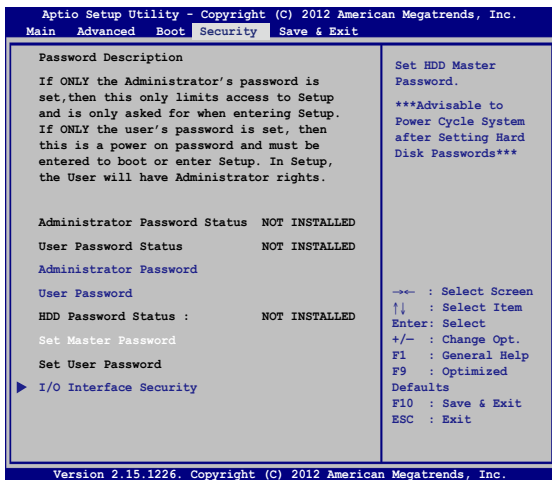 Aptio Setup Utility - Copyright (C) 2012 American Megatrends, Inc.
Main Advanced Boot Security Save & Exit
Password Description
If ONLY the Administrator's password is
set,then this only limits access to Setup
and is only asked for when entering Setup.
If ONLY the user's password is set, then
this is a power on password and must be
entered to boot or enter Setup. In Setup,
the User will have Administrator rights.
Administrator Password Status NOT INSTALLED
User Password Status NOT INSTALLED
Administrator Password
User Password
HDD Password Status : NOT INSTALLED
Set Master Password
Set User Password
I/O Interface Security
Set HDD Master
Password.
***Advisable to
Power Cycle System
after Setting Hard
Disk Passwords***
→← : Select Screen
↑↓ : Select Item
Enter: Select
+/— : Change Opt.
F1 : General Help
F9 : Optimized
Defaults
F10 : Save & Exit
ESC : Exit
Version 2.15.1226. Copyright (C) 2012 American Megatrends, Inc.